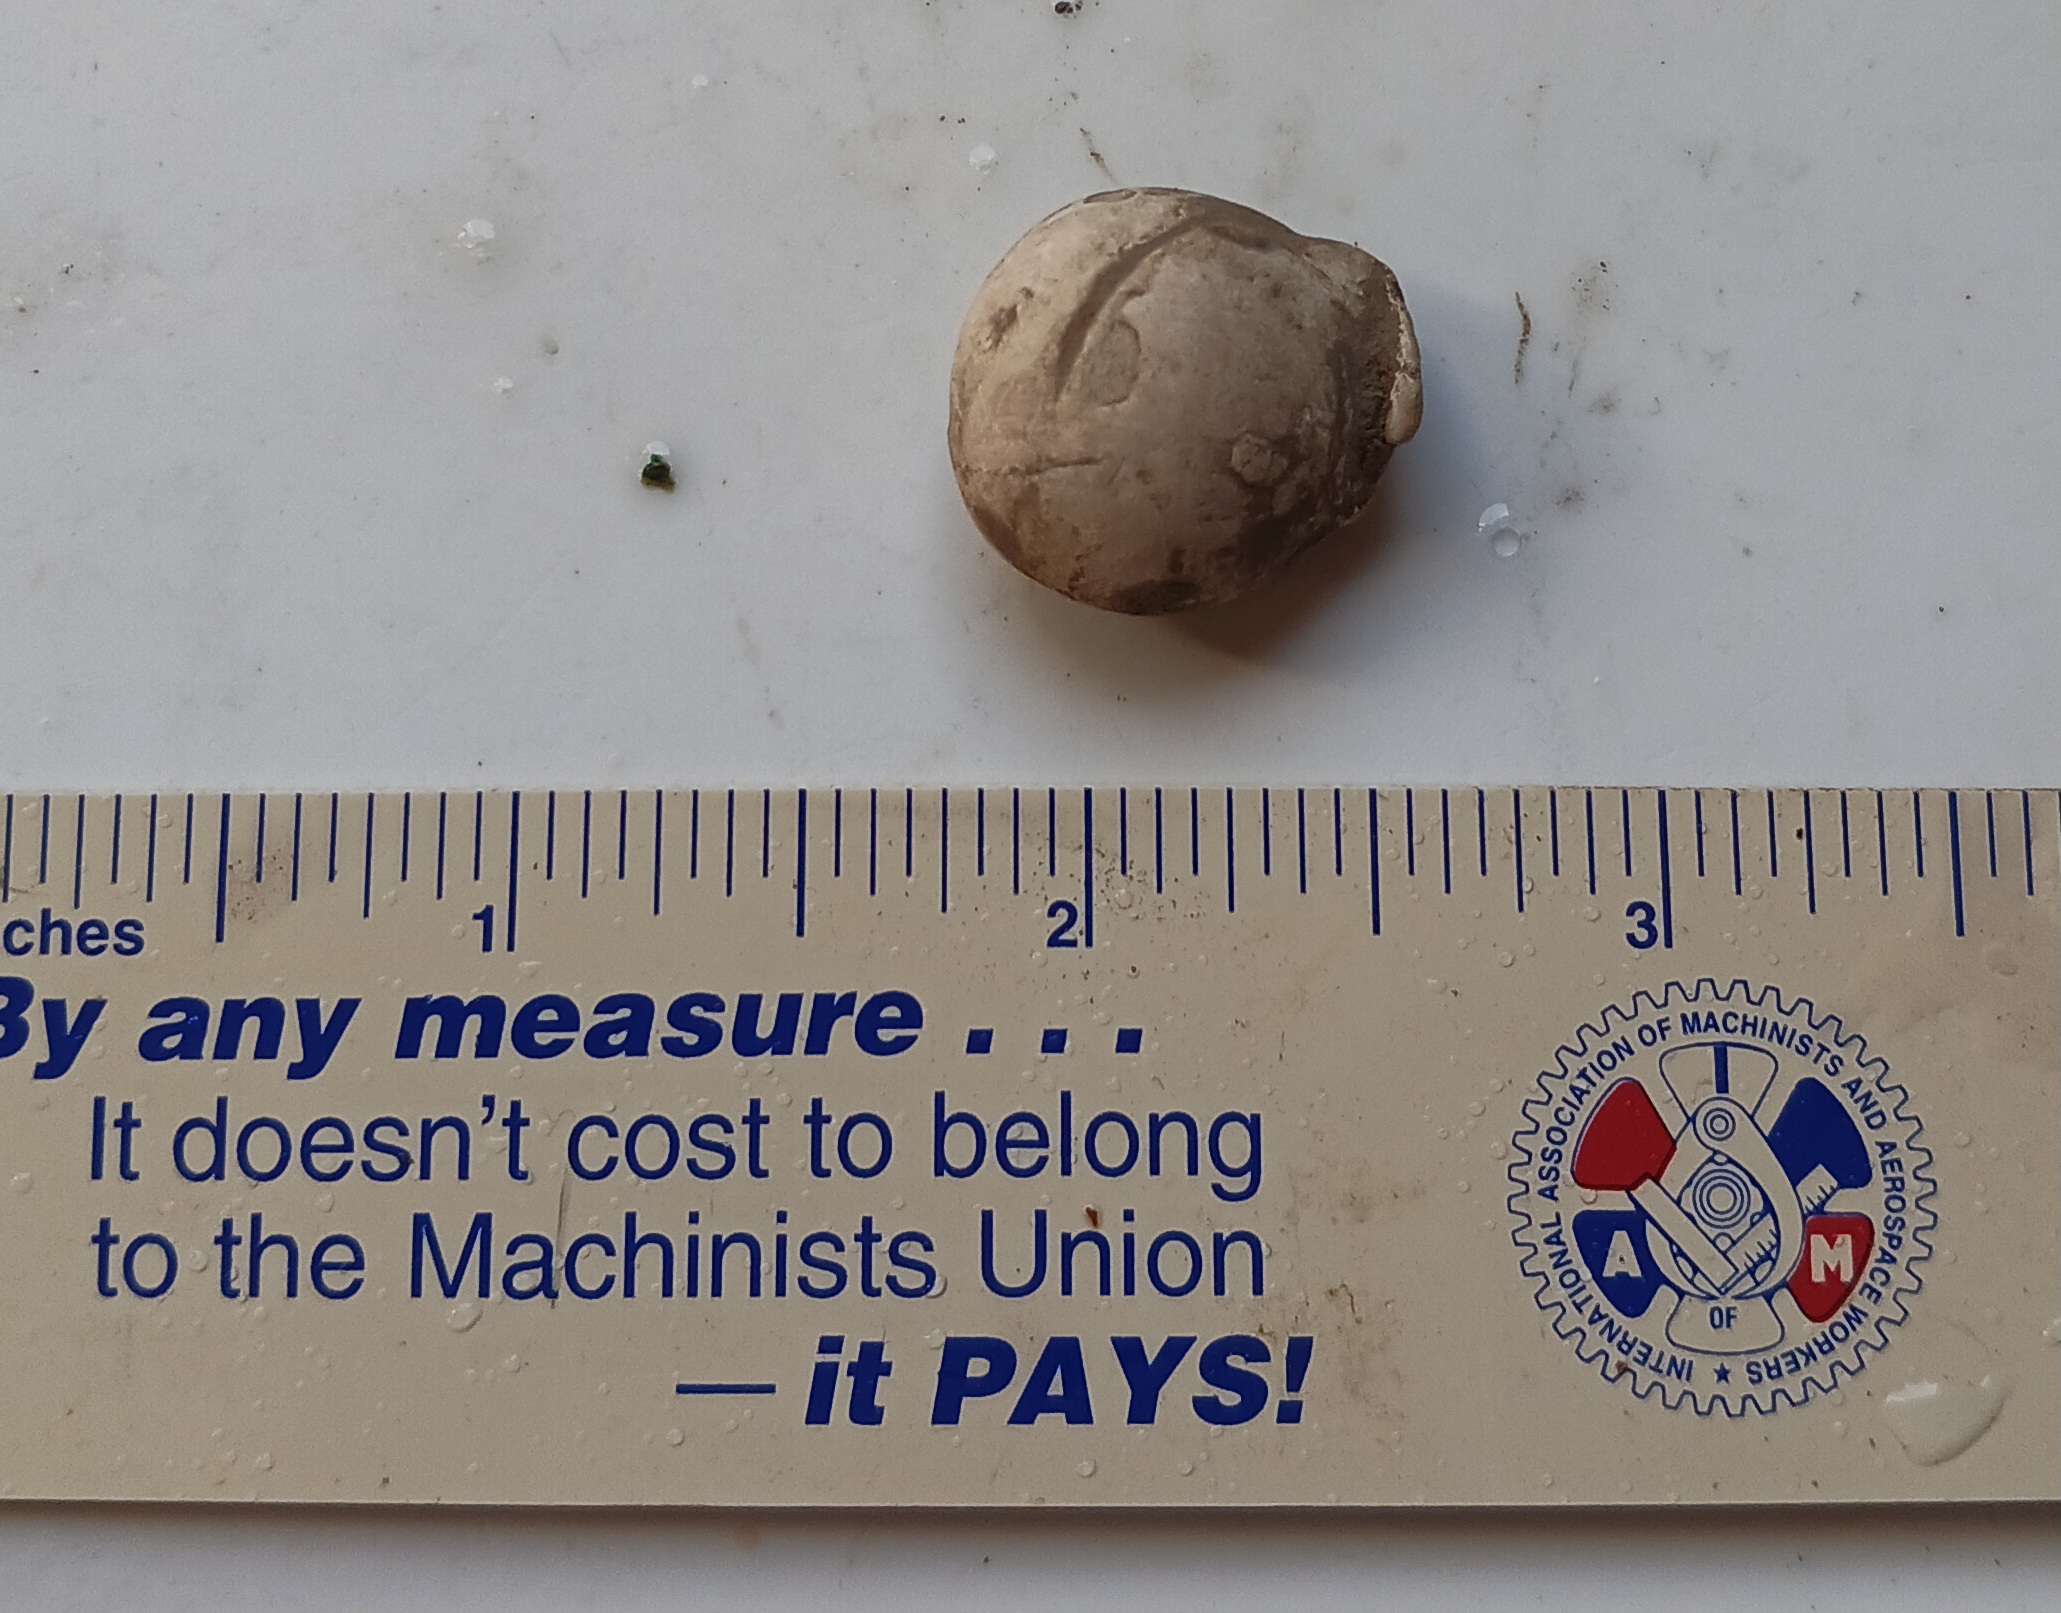 1 2 3
ches
By any measure . . .
It doesn't cost to belong
to the Machinists Union
— it PAYS!
INTERNATIONAL ASSOCIATION OF MACHINISTS AND AEROSPACE WORKERS ★
I
A M
OF